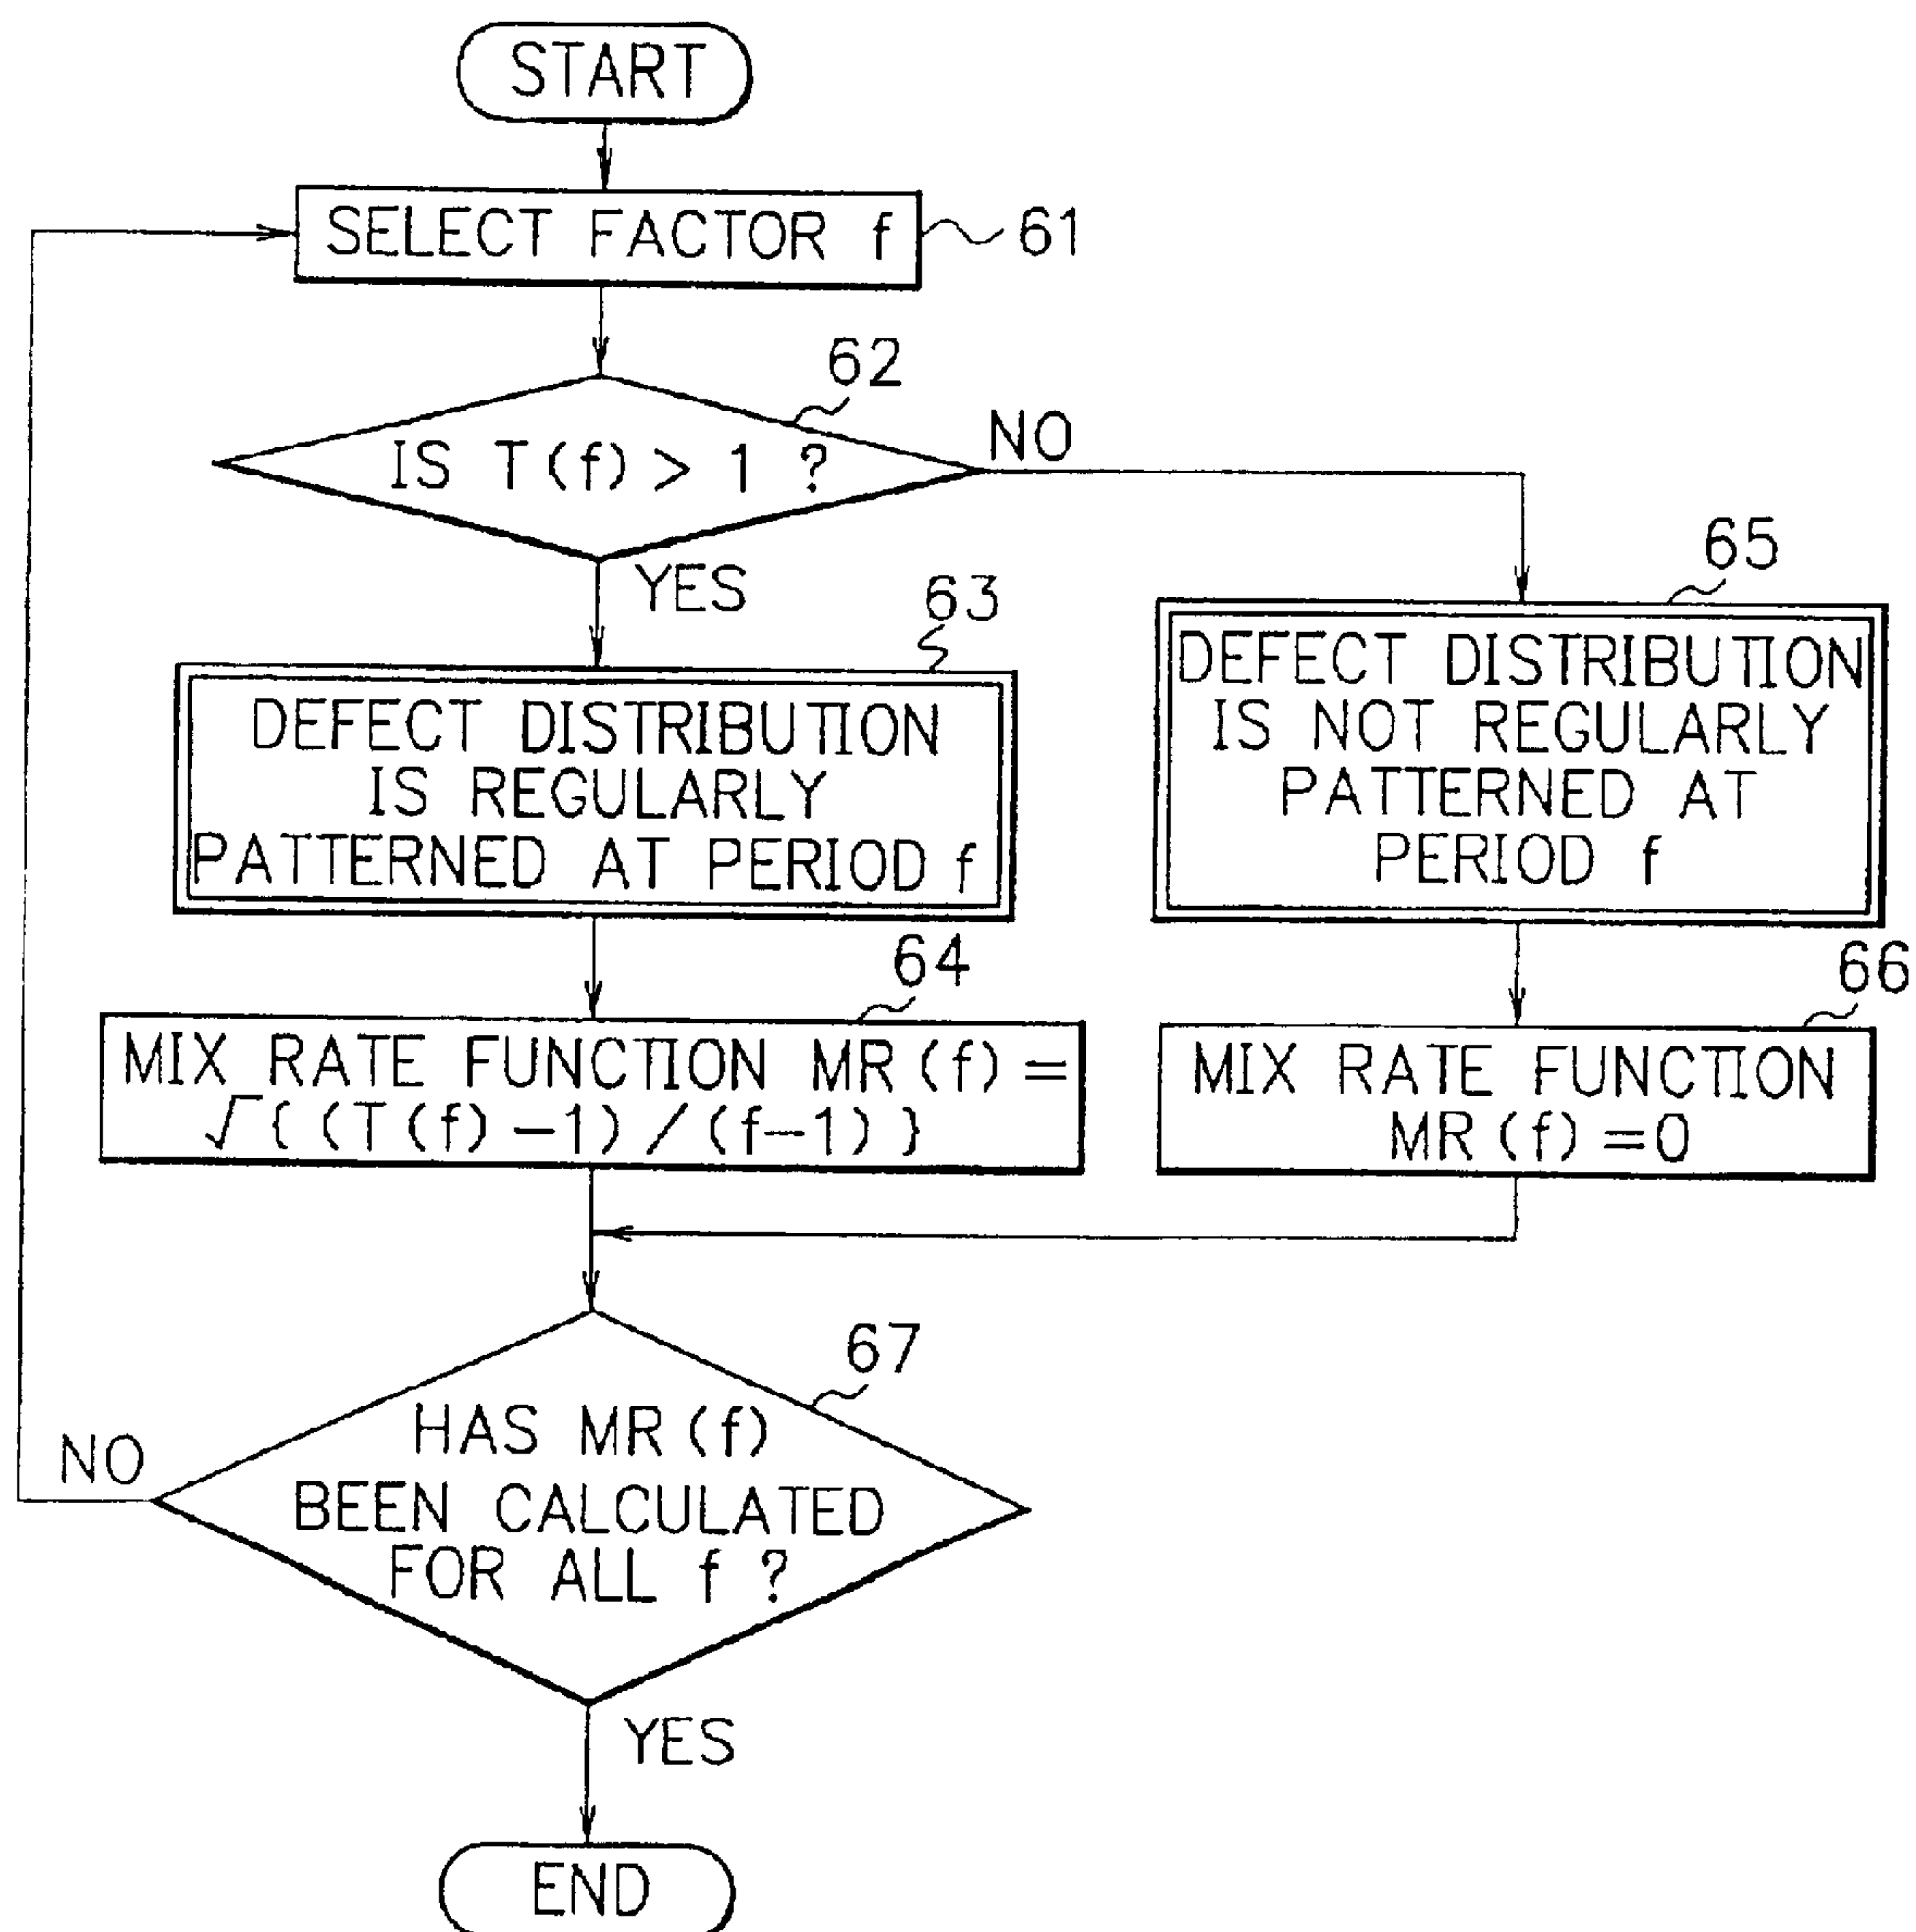 START
SELECT FACTOR f
61
62
IS T(f) > 1 ?
NO
YES
63
DEFECT DISTRIBUTION
IS REGULARLY
PATTERNED AT PERIOD f
65
DEFECT DISTRIBUTION
IS NOT REGULARLY
PATTERNED AT
PERIOD f
64
MIX RATE FUNCTION MR(f)=
√{((T(f)-1)/(f-1)}
66
MIX RATE FUNCTION
MR(f)=0
67
HAS MR(f)
BEEN CALCULATED
FOR ALL f ?
NO
YES
END